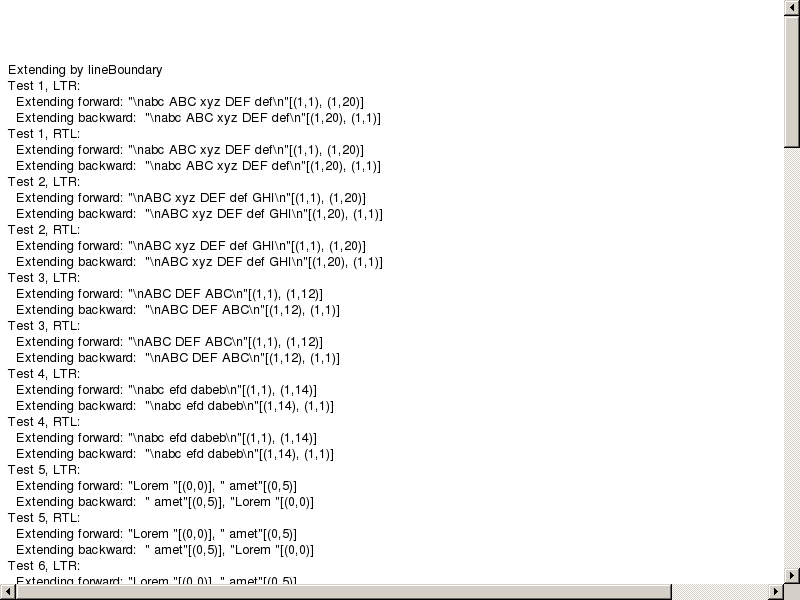 Extending by lineBoundary
Test 1, LTR:
Extending forward: "\nabc ABC xyz DEF def\n"[(1,1), (1,20)]
Extending backward:  "\nabc ABC xyz DEF def\n"[(1,20), (1,1)]
Test 1, RTL:
Extending forward: "\nabc ABC xyz DEF def\n"[(1,1), (1,20)]
Extending backward:  "\nabc ABC xyz DEF def\n"[(1,20), (1,1)]
Test 2, LTR:
Extending forward: "\nABC xyz DEF def GHI\n"[(1,1), (1,20)]
Extending backward:  "\nABC xyz DEF def GHI\n"[(1,20), (1,1)]
Test 2, RTL:
Extending forward: "\nABC xyz DEF def GHI\n"[(1,1), (1,20)]
Extending backward:  "\nABC xyz DEF def GHI\n"[(1,20), (1,1)]
Test 3, LTR:
Extending forward: "\nABC DEF ABC\n"[(1,1), (1,12)]
Extending backward:  "\nABC DEF ABC\n"[(1,12), (1,1)]
Test 3, RTL:
Extending forward: "\nABC DEF ABC\n"[(1,1), (1,12)]
Extending backward:  "\nABC DEF ABC\n"[(1,12), (1,1)]
Test 4, LTR:
Extending forward: "\nabc efd dabeb\n"[(1,1), (1,14)]
Extending backward:  "\nabc efd dabeb\n"[(1,14), (1,1)]
Test 4, RTL:
Extending forward: "\nabc efd dabeb\n"[(1,1), (1,14)]
Extending backward:  "\nabc efd dabeb\n"[(1,14), (1,1)]
Test 5, LTR:
Extending forward: "Lorem "[(0,0)], " amet"[(0,5)]
Extending backward:  " amet"[(0,5)], "Lorem "[(0,0)]
Test 5, RTL:
Extending forward: "Lorem "[(0,0)], " amet"[(0,5)]
Extending backward:  " amet"[(0,5)], "Lorem "[(0,0)]
Test 6, LTR:
Extending forward: "Lorem "[(0,0)], " amet"[(0,5)]